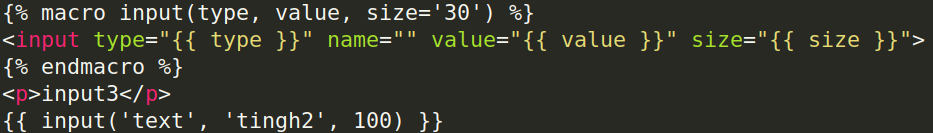 {% macro input(type, value, size='30') %}
<input type="{{ type }}" name="" value="{{ value }}" size="{{ size }}">
{% endmacro %}
<p>input3</p>
{{ input('text', 'tingh2', 100) }}